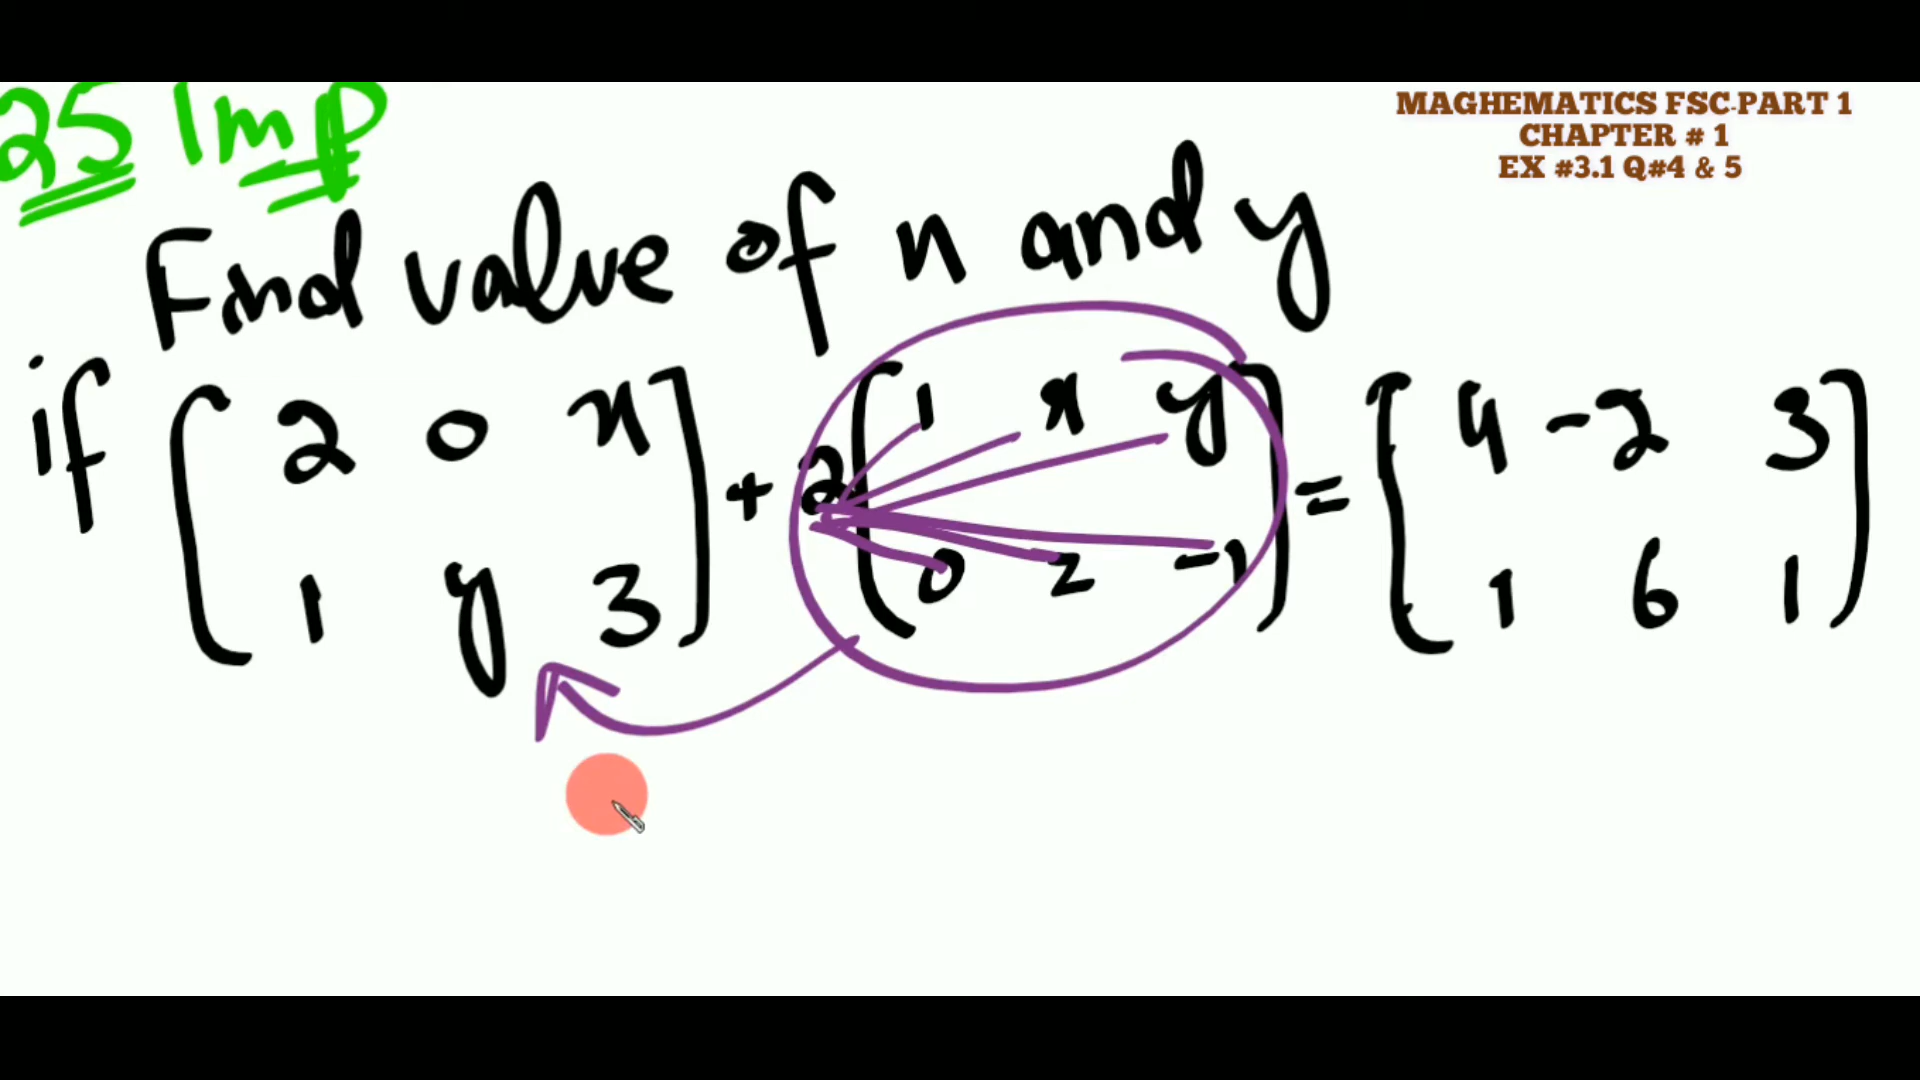 25 Imp
MAGHEMATICS FSC-PART 1
CHAPTER # 1
EX #3.1 Q#4 & 5
Find value of x and y
if [2 0 x] + 2[1 x y] = [4 -2 3]
[1 y 3] [0 2 -1] [1 6 1]